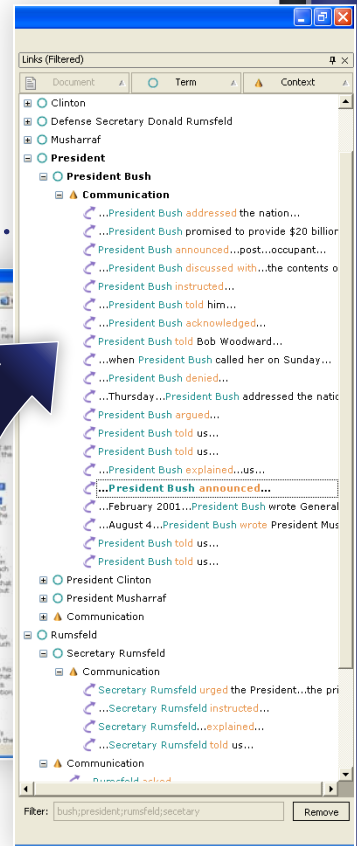 Links (Filtered)
Document Term Context
Clinton
Defense Secretary Donald Rumsfeld
Musharraf
President
President Bush
Communication
...President Bush addressed the nation...
...President Bush promised to provide $20 billior
President Bush announced...post...occupant...
...President Bush discussed with...the contents o
President Bush instructed...
...President Bush told him...
...President Bush acknowledged...
President Bush told Bob Woodward...
...when President Bush called her on Sunday...
...President Bush denied...
...Thursday...President Bush addressed the natic
President Bush argued...
President Bush told us...
President Bush told us...
...President Bush explained...us...
...President Bush announced...
...February 2001...President Bush wrote General
...August 4...President Bush wrote President Mus
President Bush told us...
President Bush told us...
President Clinton
President Musharraf
Communication
Rumsfeld
Secretary Rumsfeld
Communication
Secretary Rumsfeld urged the President...the pri
...Secretary Rumsfeld instructed...
Secretary Rumsfeld...explained...
...Secretary Rumsfeld told us...
Communication
Rumsfeld asked
Filter: bush;president;rumsfeld;secetary Remove